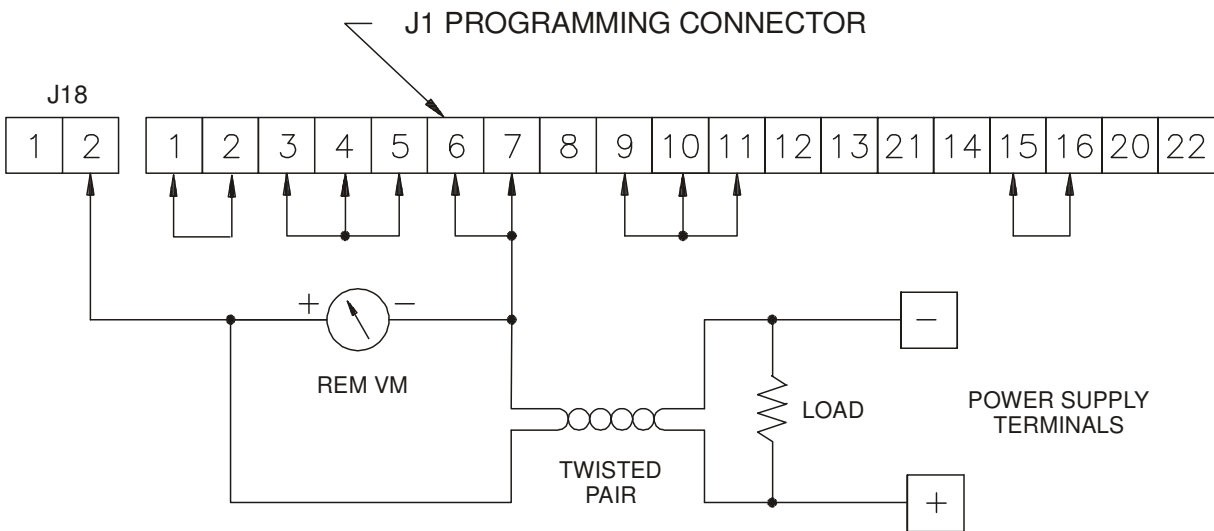 J1 PROGRAMMING CONNECTOR
J18
1 2 1 2 3 4 5 6 7 8 9 10 11 12 13 21 14 15 16 20 22
+ −
REM VM
−
LOAD
POWER SUPPLY
TERMINALS
TWISTED
PAIR
+